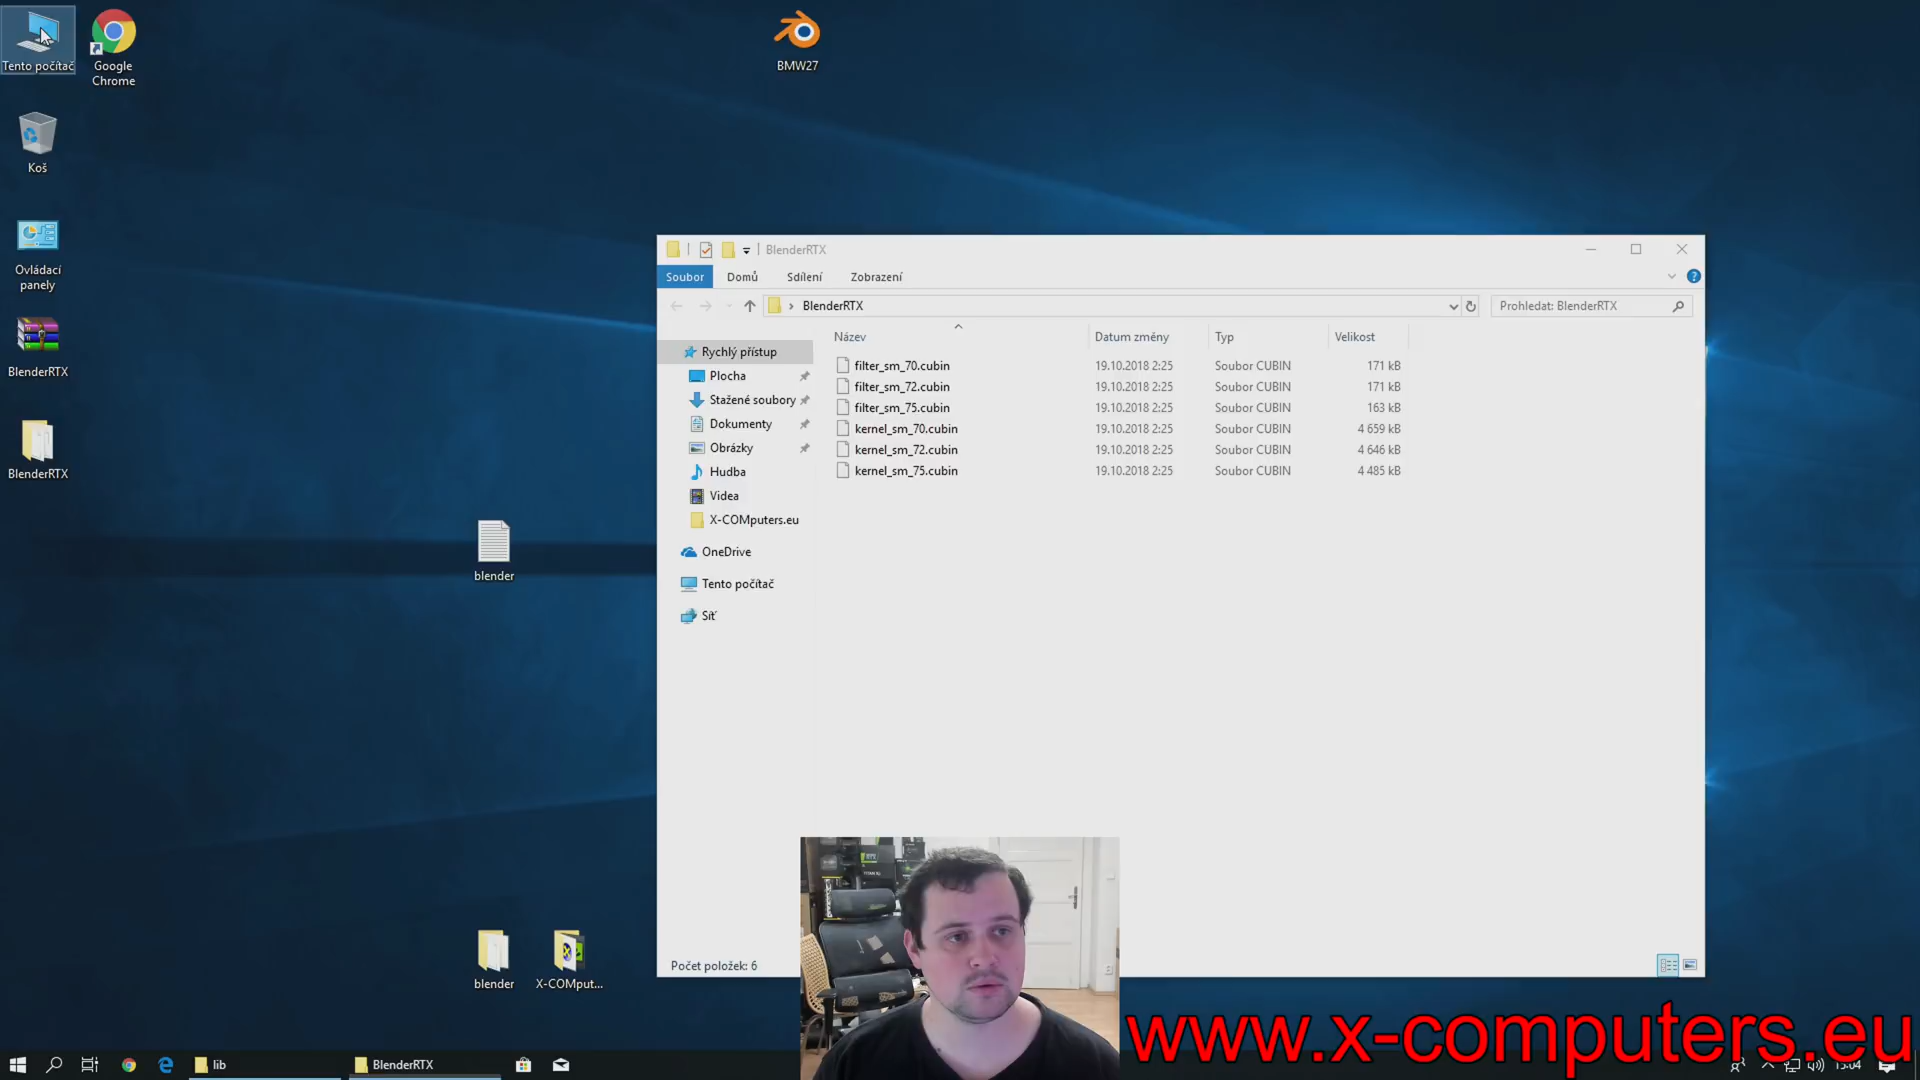 Tento počítač
Google
Chrome
BMW27
Koš
Ovládací
panely
BlenderRTX
BlenderRTX
blender
blender
X-COMput...
BlenderRTX
Soubor
Domů
Sdílení
Zobrazení
BlenderRTX
Prohledat: BlenderRTX
Název
Datum změny
Typ
Velikost
Rychlý přístup
Plocha
Stažené soubory
Dokumenty
Obrázky
Hudba
Videa
X-COMputers.eu
OneDrive
Tento počítač
Síť
filter_sm_70.cubin 19.10.2018 2:25 Soubor CUBIN 171 kB
filter_sm_72.cubin 19.10.2018 2:25 Soubor CUBIN 171 kB
filter_sm_75.cubin 19.10.2018 2:25 Soubor CUBIN 163 kB
kernel_sm_70.cubin 19.10.2018 2:25 Soubor CUBIN 4 659 kB
kernel_sm_72.cubin 19.10.2018 2:25 Soubor CUBIN 4 646 kB
kernel_sm_75.cubin 19.10.2018 2:25 Soubor CUBIN 4 485 kB
Počet položek: 6
www.x-computers.eu
lib
BlenderRTX